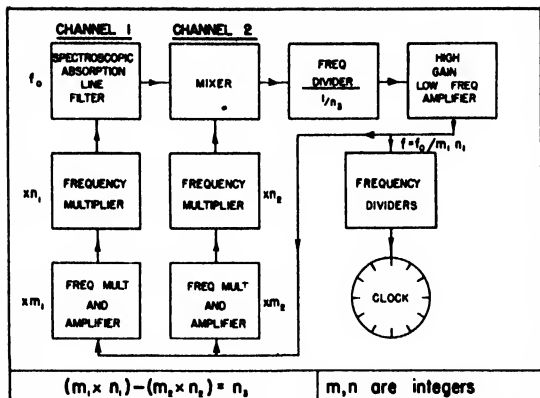 CHANNEL 1
CHANNEL 2
f₀
SPECTROSCOPIC
ABSORPTION
LINE
FILTER
MIXER
FREQ
DIVIDER
1/n₃
HIGH
GAIN
LOW FREQ
AMPLIFIER
f=f₀/m₁ n₁
xn₁
FREQUENCY
MULTIPLIER
FREQUENCY
MULTIPLIER
xn₂
FREQUENCY
DIVIDERS
xm₁
FREQ MULT
AND
AMPLIFIER
FREQ MULT
AND
AMPLIFIER
xm₂
CLOCK
(m₁ x n₁)-(m₂ x n₂) = n₃
m,n are integers